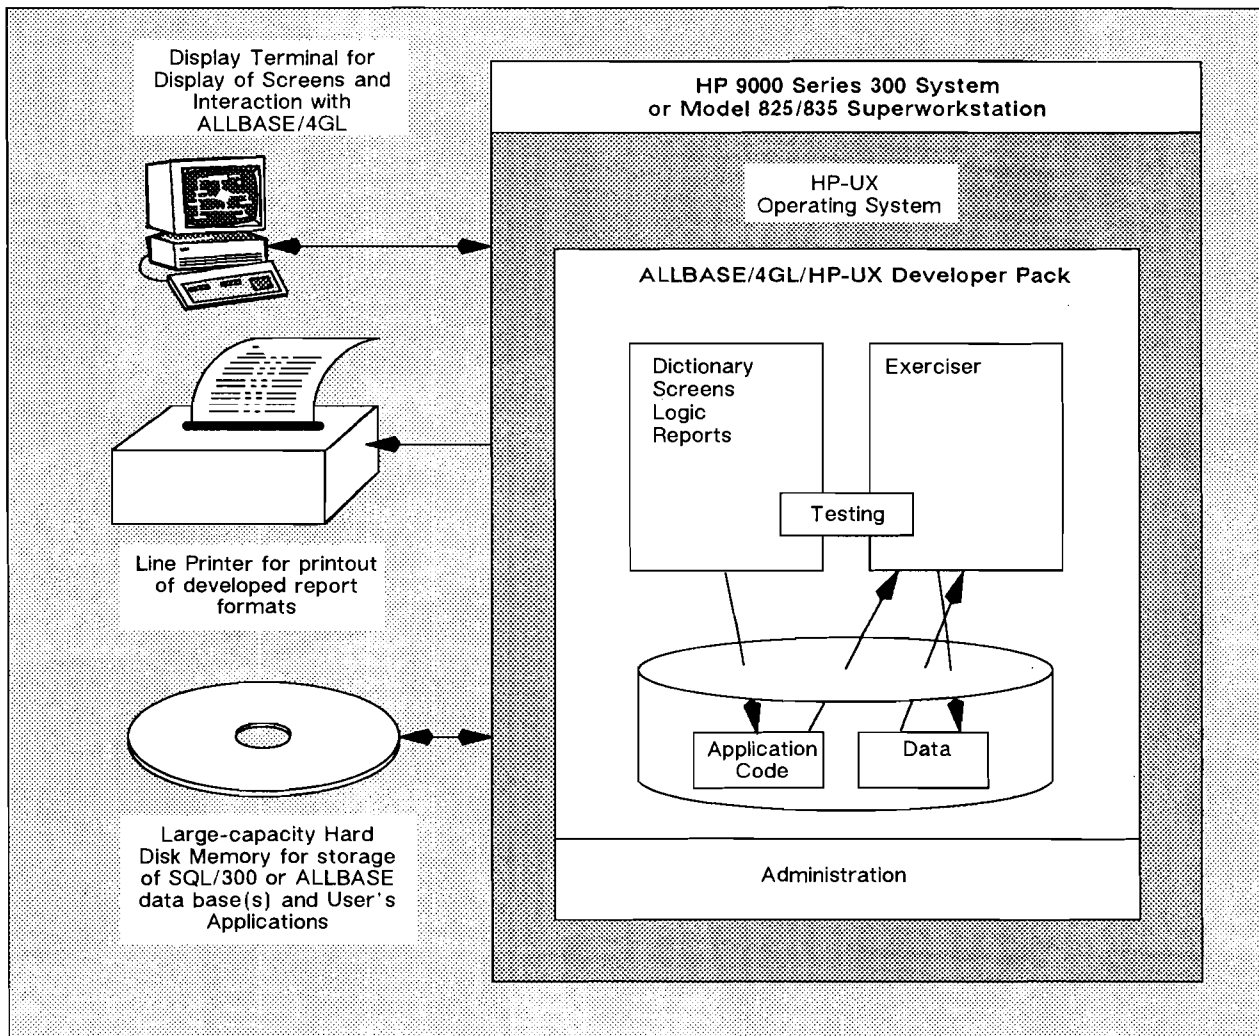 Display Terminal for
Display of Screens and
Interaction with
ALLBASE/4GL
Line Printer for printout
of developed report
formats
Large-capacity Hard
Disk Memory for storage
of SQL/300 or ALLBASE
data base(s) and User's
Applications
HP 9000 Series 300 System
or Model 825/835 Superworkstation
HP-UX
Operating System
ALLBASE/4GL/HP-UX Developer Pack
Dictionary
Screens
Logic
Reports
Exerciser
Testing
Application
Code
Data
Administration